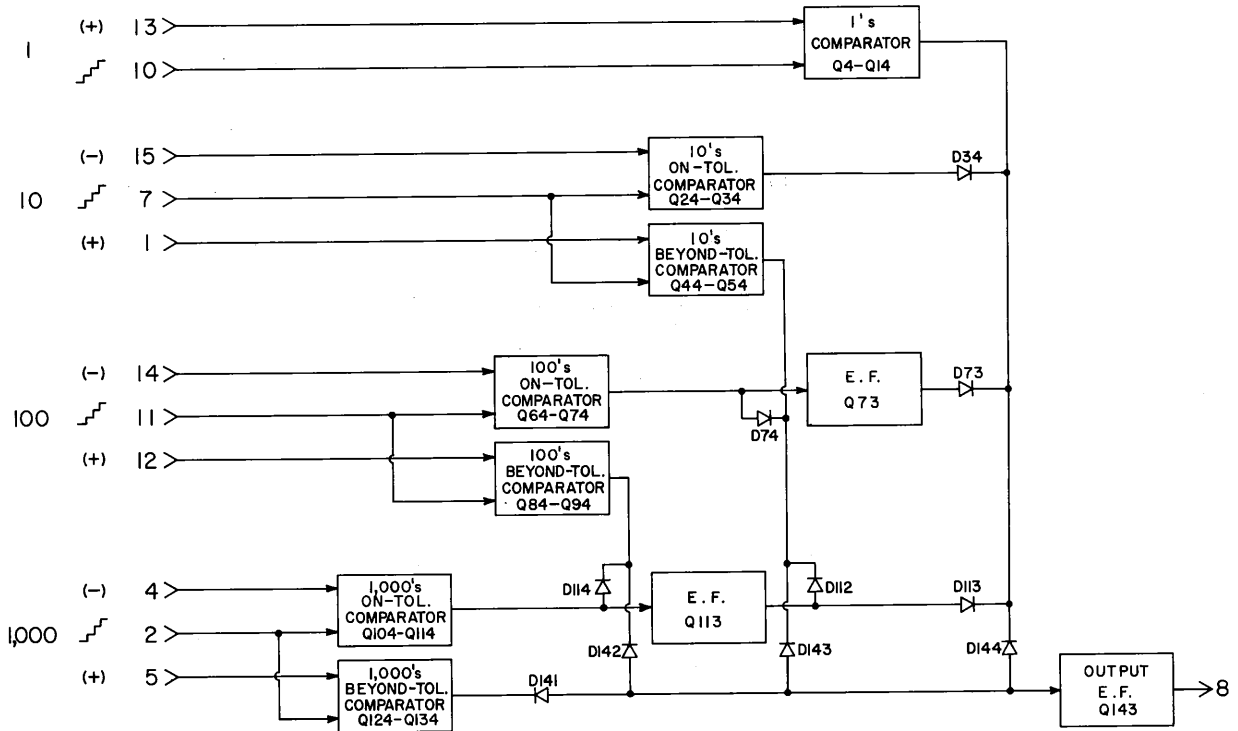 1
(+) 13
10
1's
COMPARATOR
Q4-Q14
(-) 15
10
7
(+) 1
10's
ON-TOL.
COMPARATOR
Q24-Q34
D34
10's
BEYOND-TOL.
COMPARATOR
Q44-Q54
(-) 14
100
11
(+) 12
100's
ON-TOL.
COMPARATOR
Q64-Q74
D74
E.F.
Q73
D73
100's
BEYOND-TOL.
COMPARATOR
Q84-Q94
(-) 4
1,000
2
(+) 5
1,000's
ON-TOL.
COMPARATOR
Q104-Q114
D114
E.F.
Q113
D112
D113
D142
D143
D144
1,000's
BEYOND-TOL.
COMPARATOR
Q124-Q134
D141
OUTPUT
E.F.
Q143
8